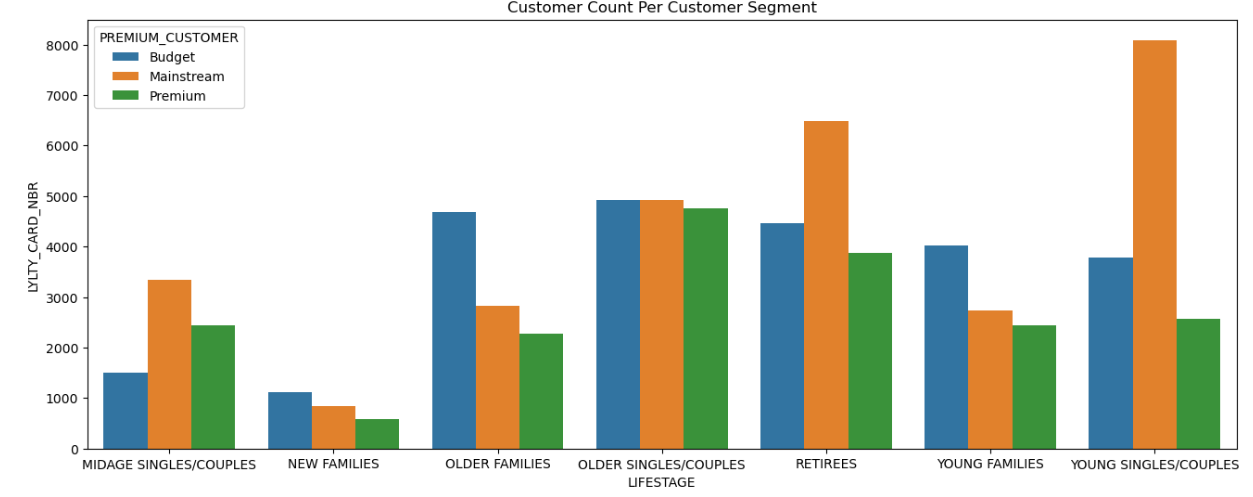 Customer Count Per Customer Segment
PREMIUM_CUSTOMER
Budget
Mainstream
Premium
LYLTY_CARD_NBR
8000
7000
6000
5000
4000
3000
2000
1000
0
MIDAGE SINGLES/COUPLES NEW FAMILIES OLDER FAMILIES OLDER SINGLES/COUPLES RETIREES YOUNG FAMILIES YOUNG SINGLES/COUPLES
LIFESTAGE